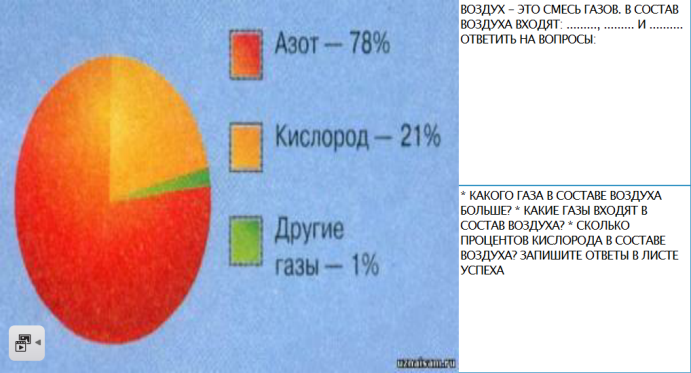 Азот — 78%
Кислород — 21%
Другие
газы — 1%
uznaisam.ru
ВОЗДУХ – ЭТО СМЕСЬ ГАЗОВ. В СОСТАВ
ВОЗДУХА ВХОДЯТ: ........., ......... И ..........
ОТВЕТИТЬ НА ВОПРОСЫ:
* КАКОГО ГАЗА В СОСТАВЕ ВОЗДУХА
БОЛЬШЕ? * КАКИЕ ГАЗЫ ВХОДЯТ В
СОСТАВ ВОЗДУХА? * СКОЛЬКО
ПРОЦЕНТОВ КИСЛОРОДА В СОСТАВЕ
ВОЗДУХА? ЗАПИШИТЕ ОТВЕТЫ В ЛИСТЕ
УСПЕХА